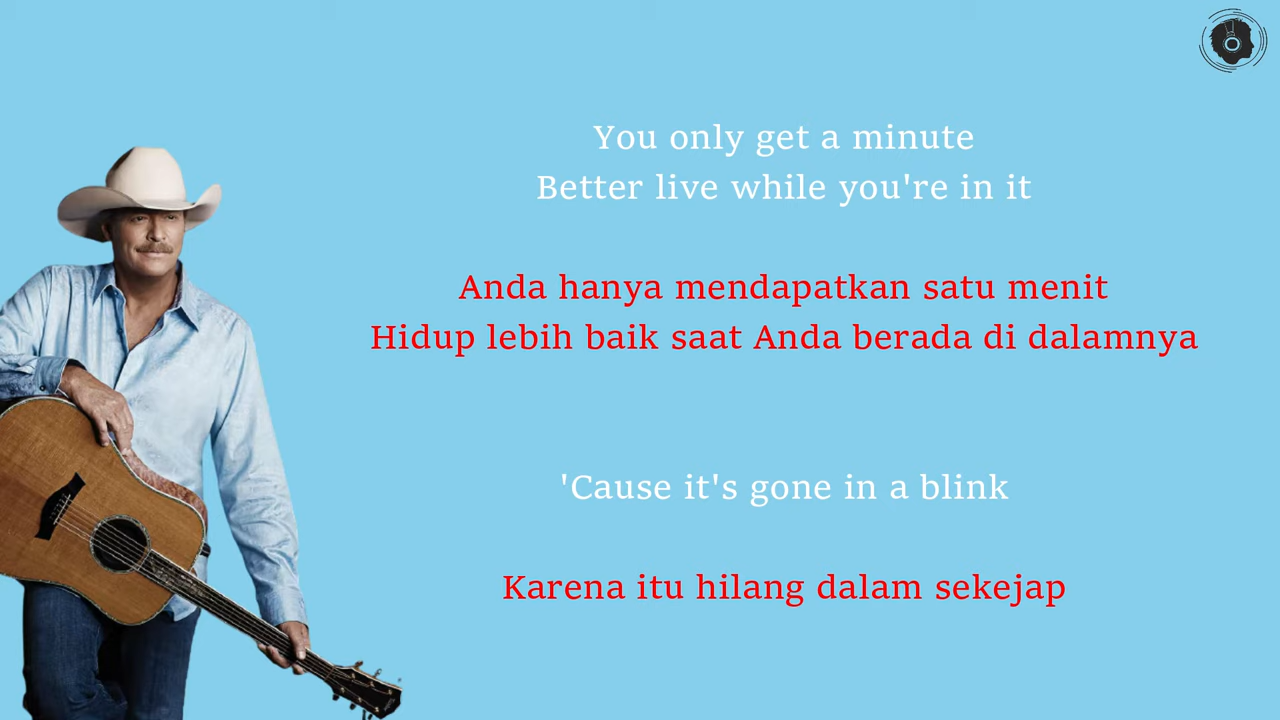 You only get a minute
Better live while you're in it
Anda hanya mendapatkan satu menit
Hidup lebih baik saat Anda berada di dalamnya
'Cause it's gone in a blink
Karena itu hilang dalam sekejap